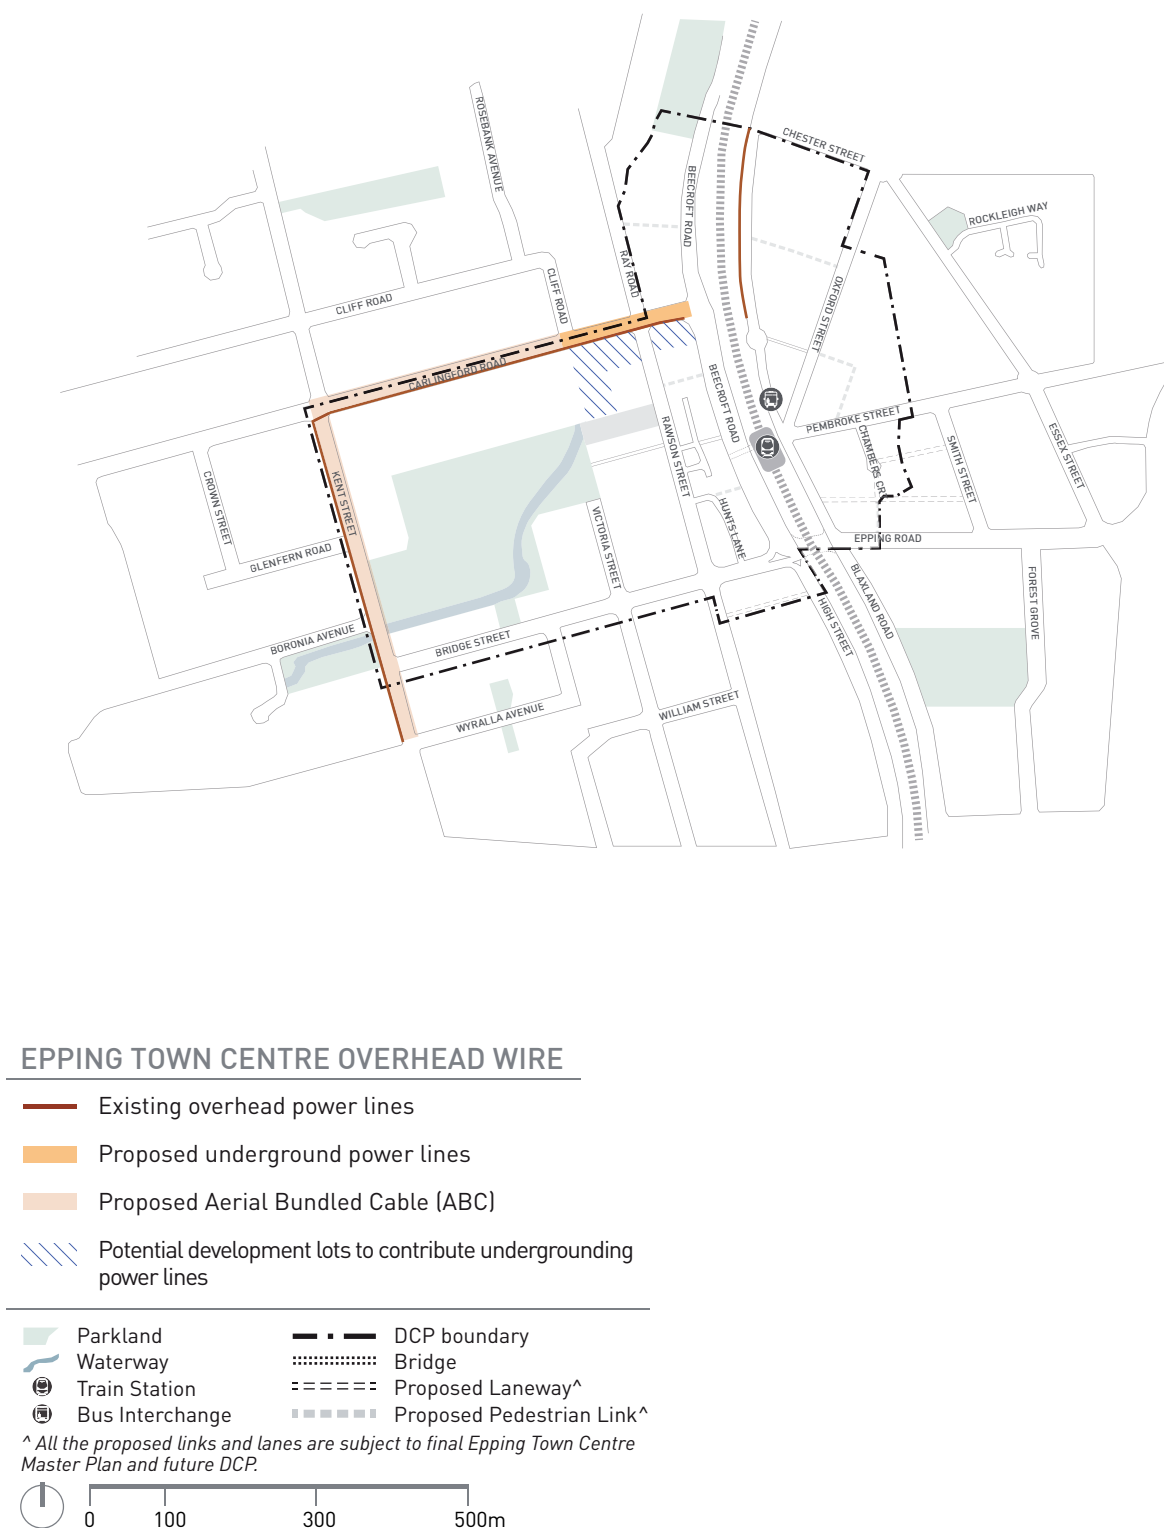 CHESTER STREET
ROSEBANK AVENUE
BEECROFT ROAD
ROCKLEIGH WAY
RAY ROAD
CLIFF ROAD
CLIFF ROAD
OXFORD STREET
CARLINGFORD ROAD
BEECROFT ROAD
PEMBROKE STREET
RAWSON STREET
CHAMBERS CRT
SMITH STREET
ESSEX STREET
CROWN STREET
KENT STREET
HUNTS LANE
VICTORIA STREET
EPPING ROAD
GLENFERN ROAD
BLAXLAND ROAD
FOREST GROVE
HIGH STREET
BORONIA AVENUE
BRIDGE STREET
WILLIAM STREET
WYRALLA AVENUE
EPPING TOWN CENTRE OVERHEAD WIRE
Existing overhead power lines
Proposed underground power lines
Proposed Aerial Bundled Cable (ABC)
Potential development lots to contribute undergrounding
power lines
Parkland
Waterway
Train Station
Bus Interchange
DCP boundary
Bridge
Proposed Laneway^
Proposed Pedestrian Link^
^ All the proposed links and lanes are subject to final Epping Town Centre
Master Plan and future DCP.
0 100 300 500m